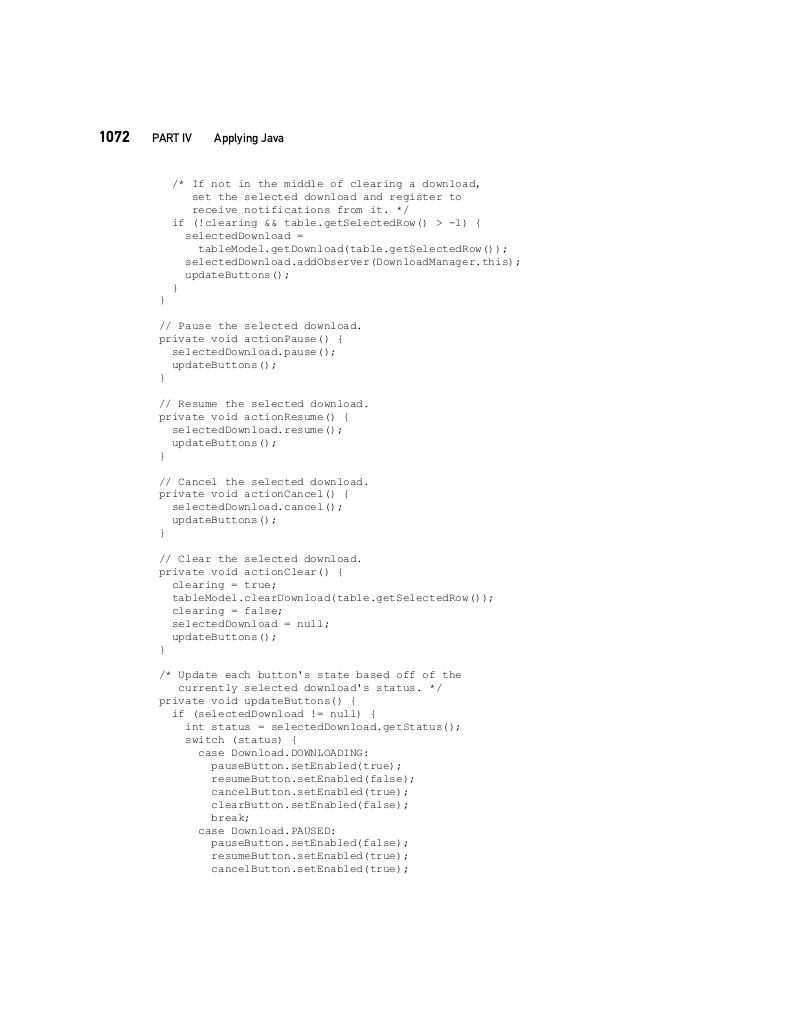 1072 PART IV Applying Java
/* If not in the middle of clearing a download,
set the selected download and register to
receive notifications from it. */
if (!clearing && table.getSelectedRow() > -1) {
selectedDownload =
tableModel.getDownload(table.getSelectedRow());
selectedDownload.addObserver(DownloadManager.this);
updateButtons();
}
}
// Pause the selected download.
private void actionPause() {
selectedDownload.pause();
updateButtons();
}
// Resume the selected download.
private void actionResume() {
selectedDownload.resume();
updateButtons();
}
// Cancel the selected download.
private void actionCancel() {
selectedDownload.cancel();
updateButtons();
}
// Clear the selected download.
private void actionClear() {
clearing = true;
tableModel.clearDownload(table.getSelectedRow());
clearing = false;
selectedDownload = null;
updateButtons();
}
/* Update each button's state based off of the
currently selected download's status. */
private void updateButtons() {
if (selectedDownload != null) {
int status = selectedDownload.getStatus();
switch (status) {
case Download.DOWNLOADING:
pauseButton.setEnabled(true);
resumeButton.setEnabled(false);
cancelButton.setEnabled(true);
clearButton.setEnabled(false);
break;
case Download.PAUSED:
pauseButton.setEnabled(false);
resumeButton.setEnabled(true);
cancelButton.setEnabled(true);